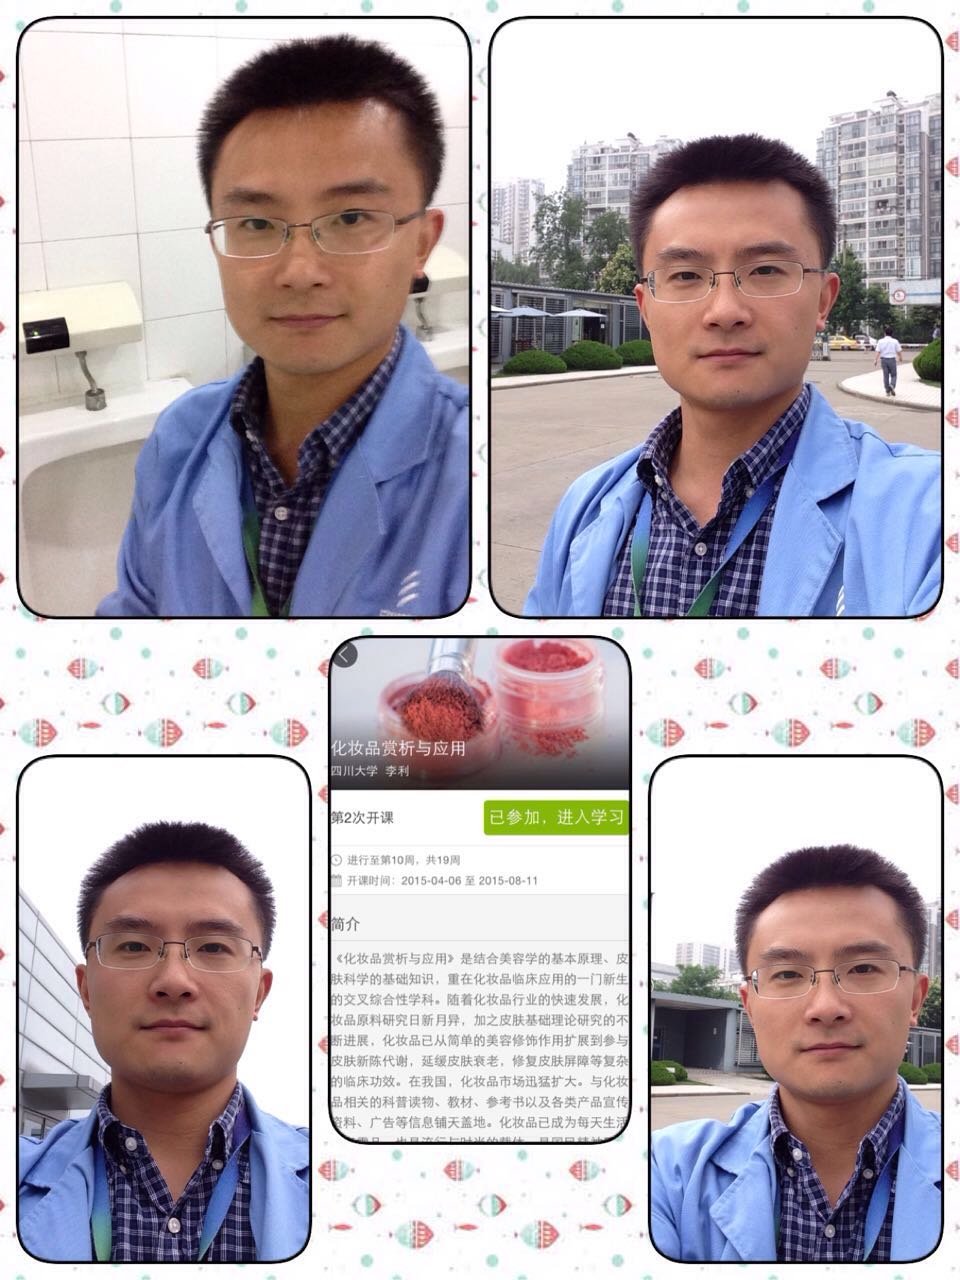 化妆品赏析与应用
四川大学 李利
第2次开课
已参加，进入学习
进行至第10周，共19周
开课时间：2015-04-06 至 2015-08-11
简介
《化妆品赏析与应用》是结合美容学的基本原理、皮
肤科学的基础知识，重在化妆品临床应用的一门新生
的交叉综合性学科。随着化妆品行业的快速发展，化
妆品原料研究日新月异，加之皮肤基础理论研究的不
断进展，化妆品已从简单的美容修饰作用扩展到参与
皮肤新陈代谢，延缓皮肤衰老，修复皮肤屏障等复杂
的临床功效。在我国，化妆品市场迅猛扩大。与化妆
品相关的科普读物、教材、参考书以及各类产品宣传
资料、广告等信息铺天盖地。化妆品已成为每天生活